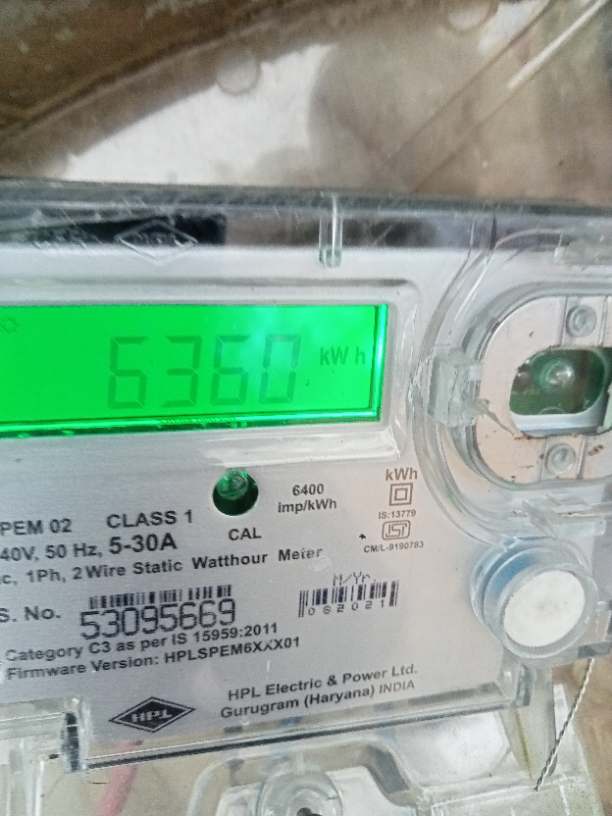 HPL
6360 kWh
6400
imp/kWh
kWh
IS:13779
CM/L-9190783
CAL
PEM 02 CLASS 1
40V, 50 Hz, 5-30A
c, 1Ph, 2 Wire Static Watthour Meter
M/Yr.
062021
S. No. 53095669
Category C3 as per IS 15959:2011
Firmware Version: HPLSPEM6XXX01
HPL
HPL Electric & Power Ltd.
Gurugram (Haryana) INDIA